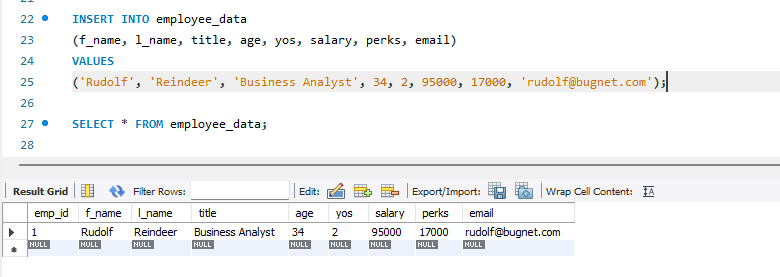 22 INSERT INTO employee_data
23 (f_name, l_name, title, age, yos, salary, perks, email)
24 VALUES
25 ('Rudolf', 'Reindeer', 'Business Analyst', 34, 2, 95000, 17000, 'rudolf@bugnet.com');
26
27 SELECT * FROM employee_data;
28
Result Grid Filter Rows: Edit: Export/Import: Wrap Cell Content: IA
emp_id f_name l_name title age yos salary perks email
1 Rudolf Reindeer Business Analyst 34 2 95000 17000 rudolf@bugnet.com
NULL NULL NULL NULL NULL NULL NULL NULL NULL